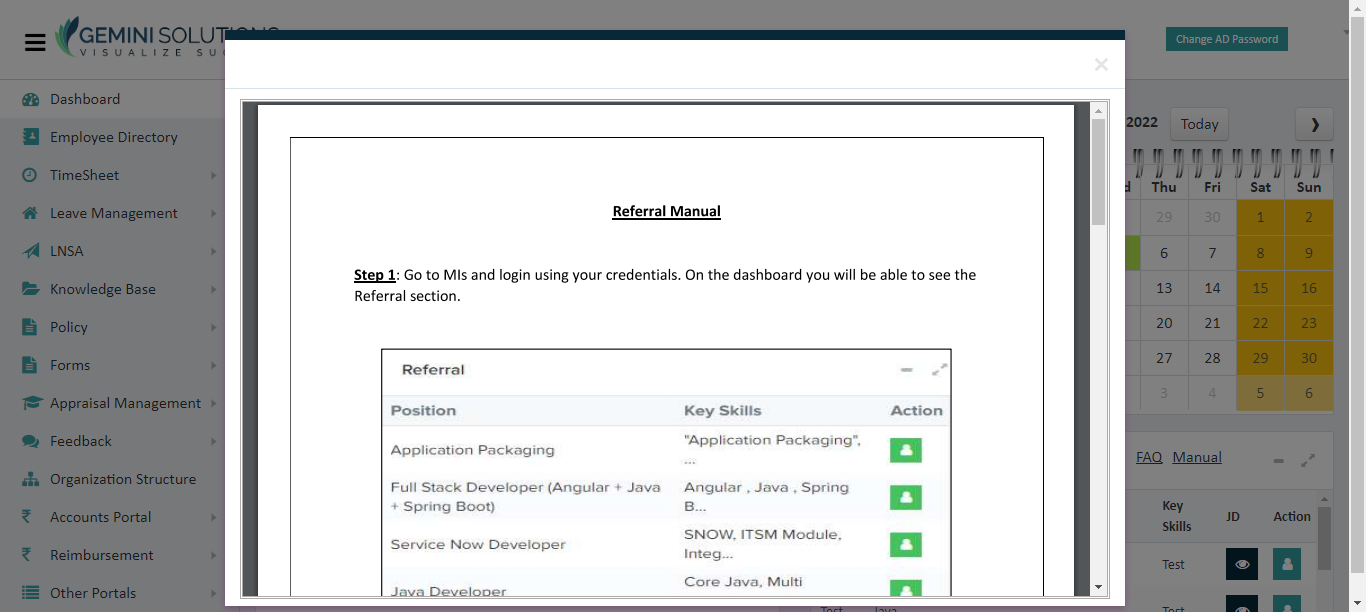 GEMINI SOLUTIONS
VISUALIZE SUC
Change AD Password
Dashboard
Employee Directory
TimeSheet
Leave Management
LNSA
Knowledge Base
Policy
Forms
Appraisal Management
Feedback
Organization Structure
Accounts Portal
Reimbursement
Other Portals
×
Referral Manual
Step 1: Go to MIs and login using your credentials. On the dashboard you will be able to see the
Referral section.
Referral
Position Key Skills Action
Application Packaging "Application Packaging", ...
Full Stack Developer (Angular + Java
+ Spring Boot) Angular , Java , Spring
B...
Service Now Developer SNOW, ITSM Module,
Integ...
Java Developer Core Java, Multi
2022 Today ❯
d Thu Fri Sat Sun
29 30 1 2
6 7 8 9
13 14 15 16
20 21 22 23
27 28 29 30
3 4 5 6
FAQ Manual
Key
Skills JD Action
Test
Test Java Test